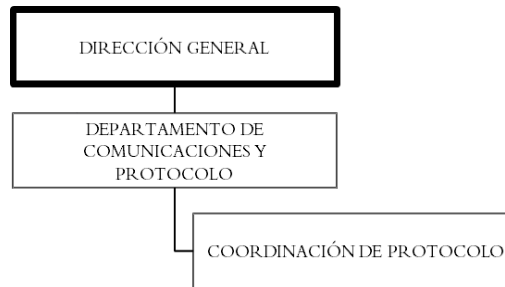 DIRECCIÓN GENERAL
DEPARTAMENTO DE
COMUNICACIONES Y
PROTOCOLO
COORDINACIÓN DE PROTOCOLO